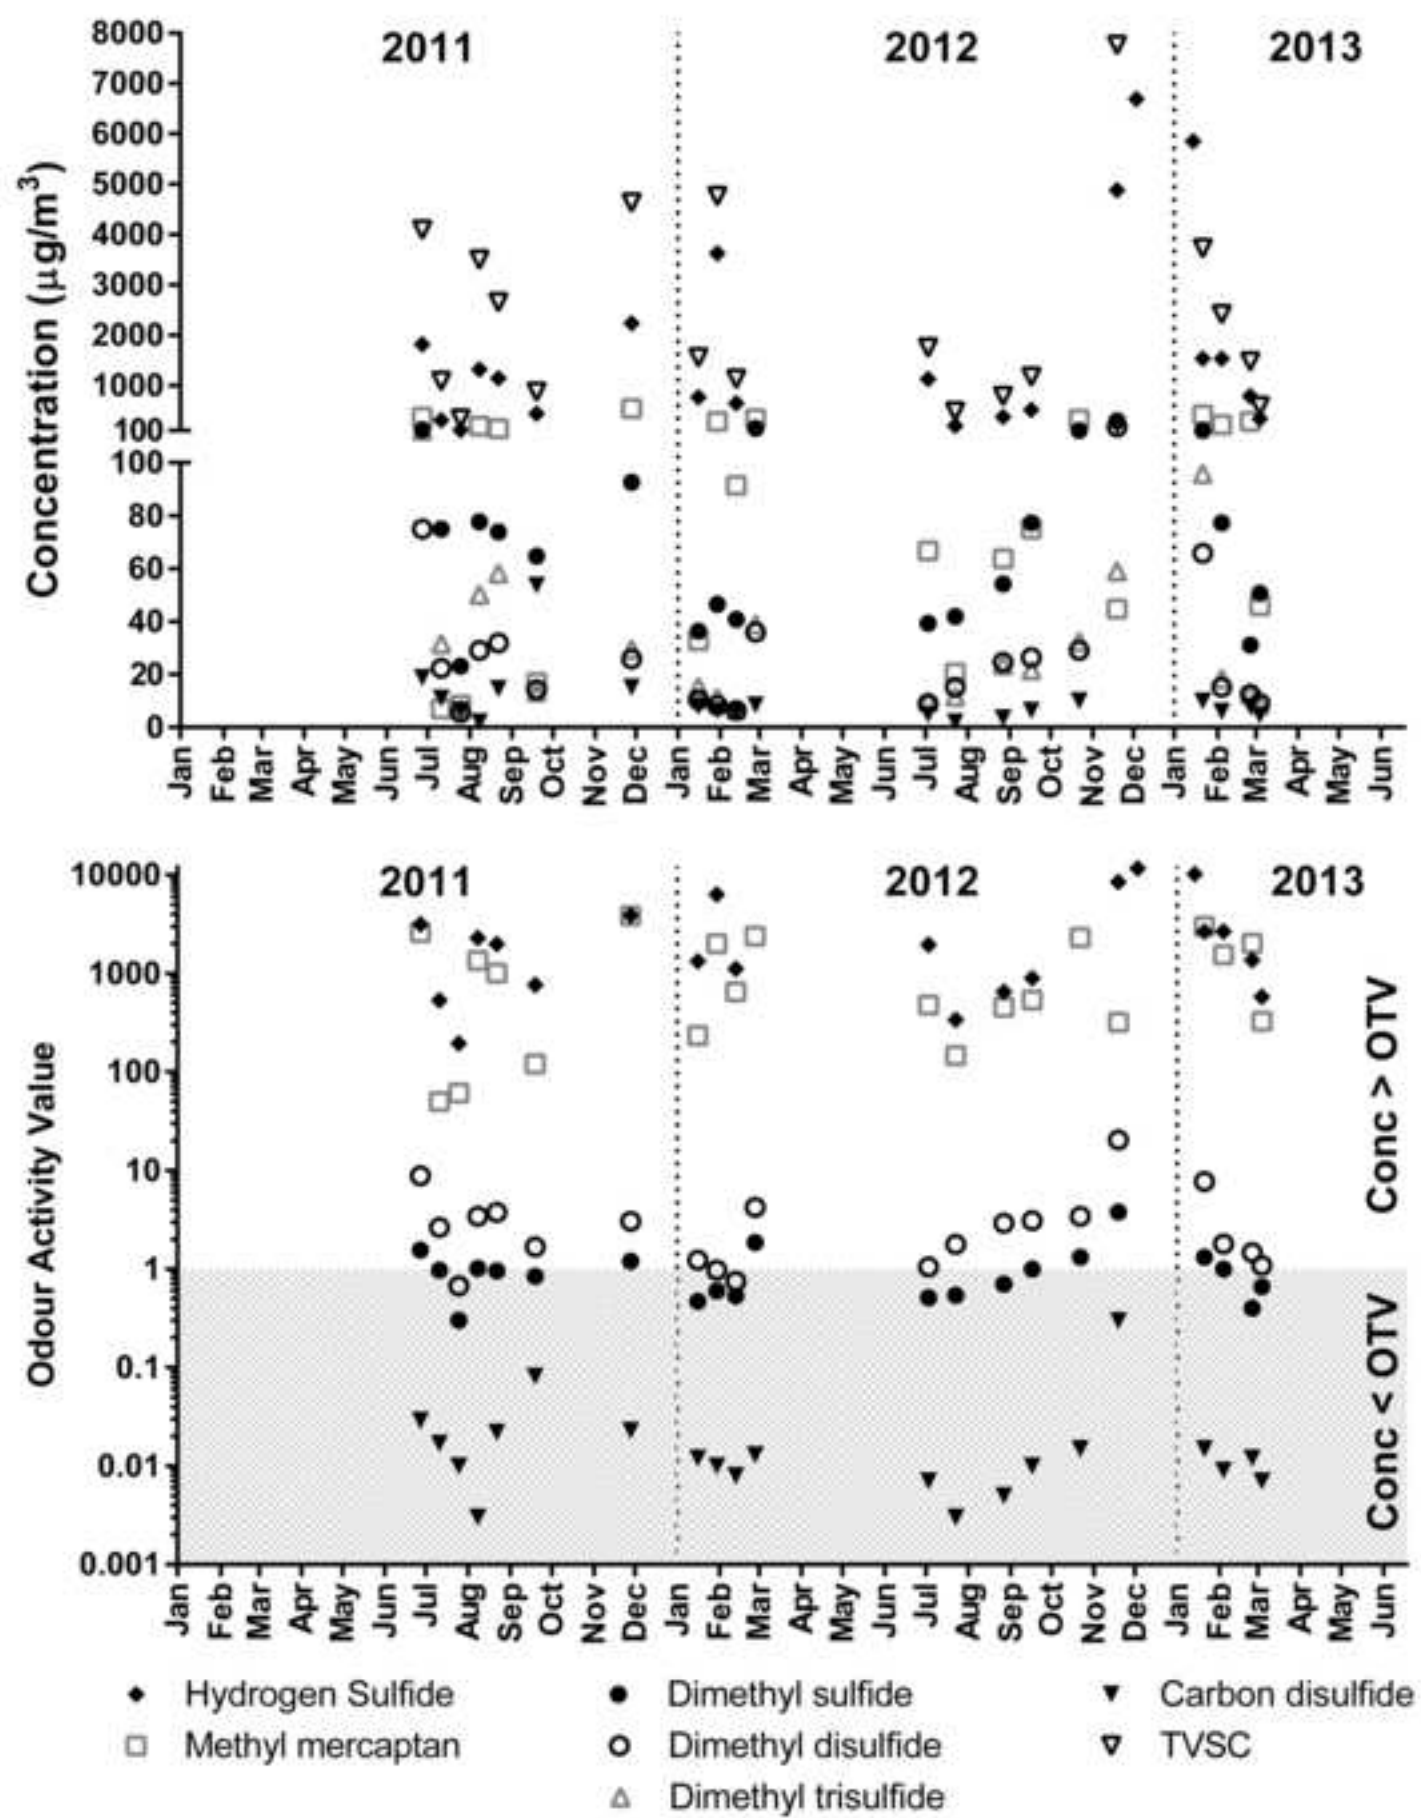 2011 2012 2013
Concentration (μg/m³)
8000
7000
6000
5000
4000
3000
2000
1000
100
100
80
60
40
20
0
Jan Feb Mar Apr May Jun Jul Aug Sep Oct Nov Dec Jan Feb Mar Apr May Jun Jul Aug Sep Oct Nov Dec Jan Feb Mar Apr May Jun
2011 2012 2013
Odour Activity Value
10000
1000
100
10
1
0.1
0.01
0.001
Conc > OTV
Conc < OTV
Jan Feb Mar Apr May Jun Jul Aug Sep Oct Nov Dec Jan Feb Mar Apr May Jun Jul Aug Sep Oct Nov Dec Jan Feb Mar Apr May Jun
Hydrogen Sulfide Dimethyl sulfide Carbon disulfide
Methyl mercaptan Dimethyl disulfide TVSC
Dimethyl trisulfide